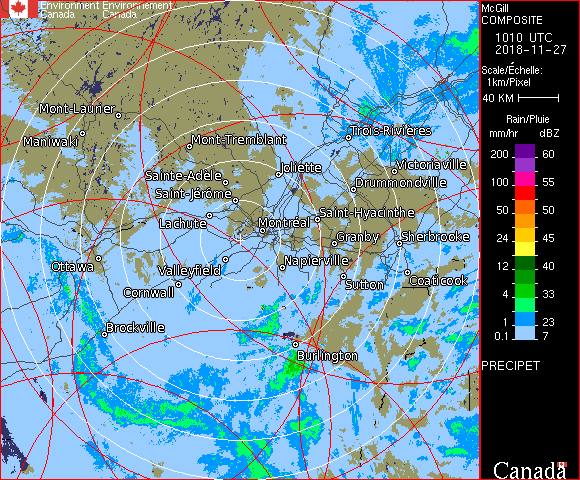 Environment Environnement
Canada Canada
McGill
COMPOSITE
1010 UTC
2018-11-27
Scale/Échelle:
1km/Pixel
40 KM
Rain/Pluie
mm/hr dBZ
200 60
100 55
50 50
24 45
12 40
4 33
1 23
0.1 7
PRECIPET
Canada
Mont-Laurier
Maniwaki
Mont-Tremblant
Trois-Rivières
Joliette
Victoriaville
Sainte-Adèle
Drummondville
Saint-Jérôme
Saint-Hyacinthe
Lachute
Montréal
Granby
Sherbrooke
Ottawa
Valleyfield
Napierville
Cornwall
Sutton
Coaticook
Brockville
Burlington